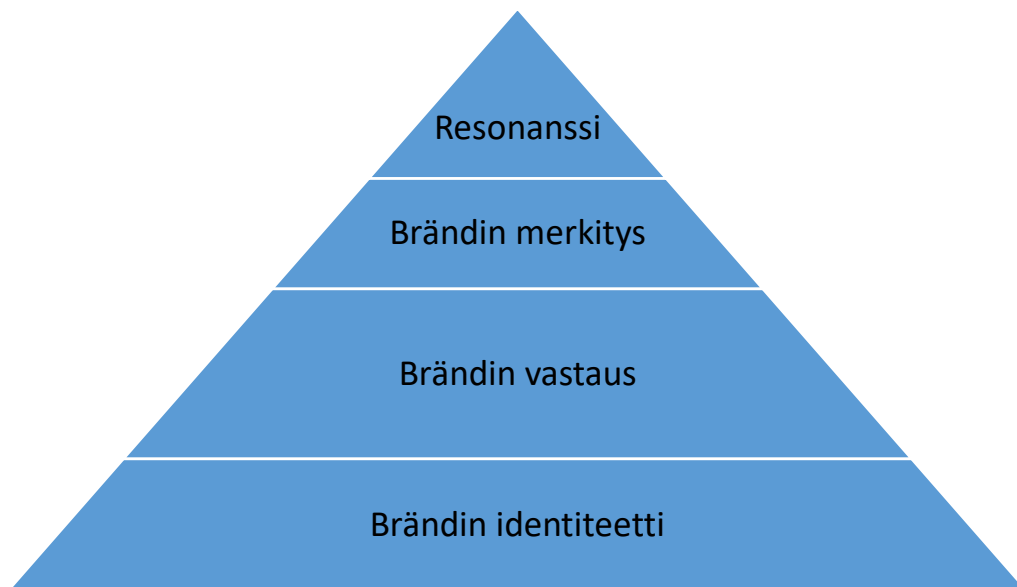 Resonanssi
Brändin merkitys
Brändin vastaus
Brändin identiteetti